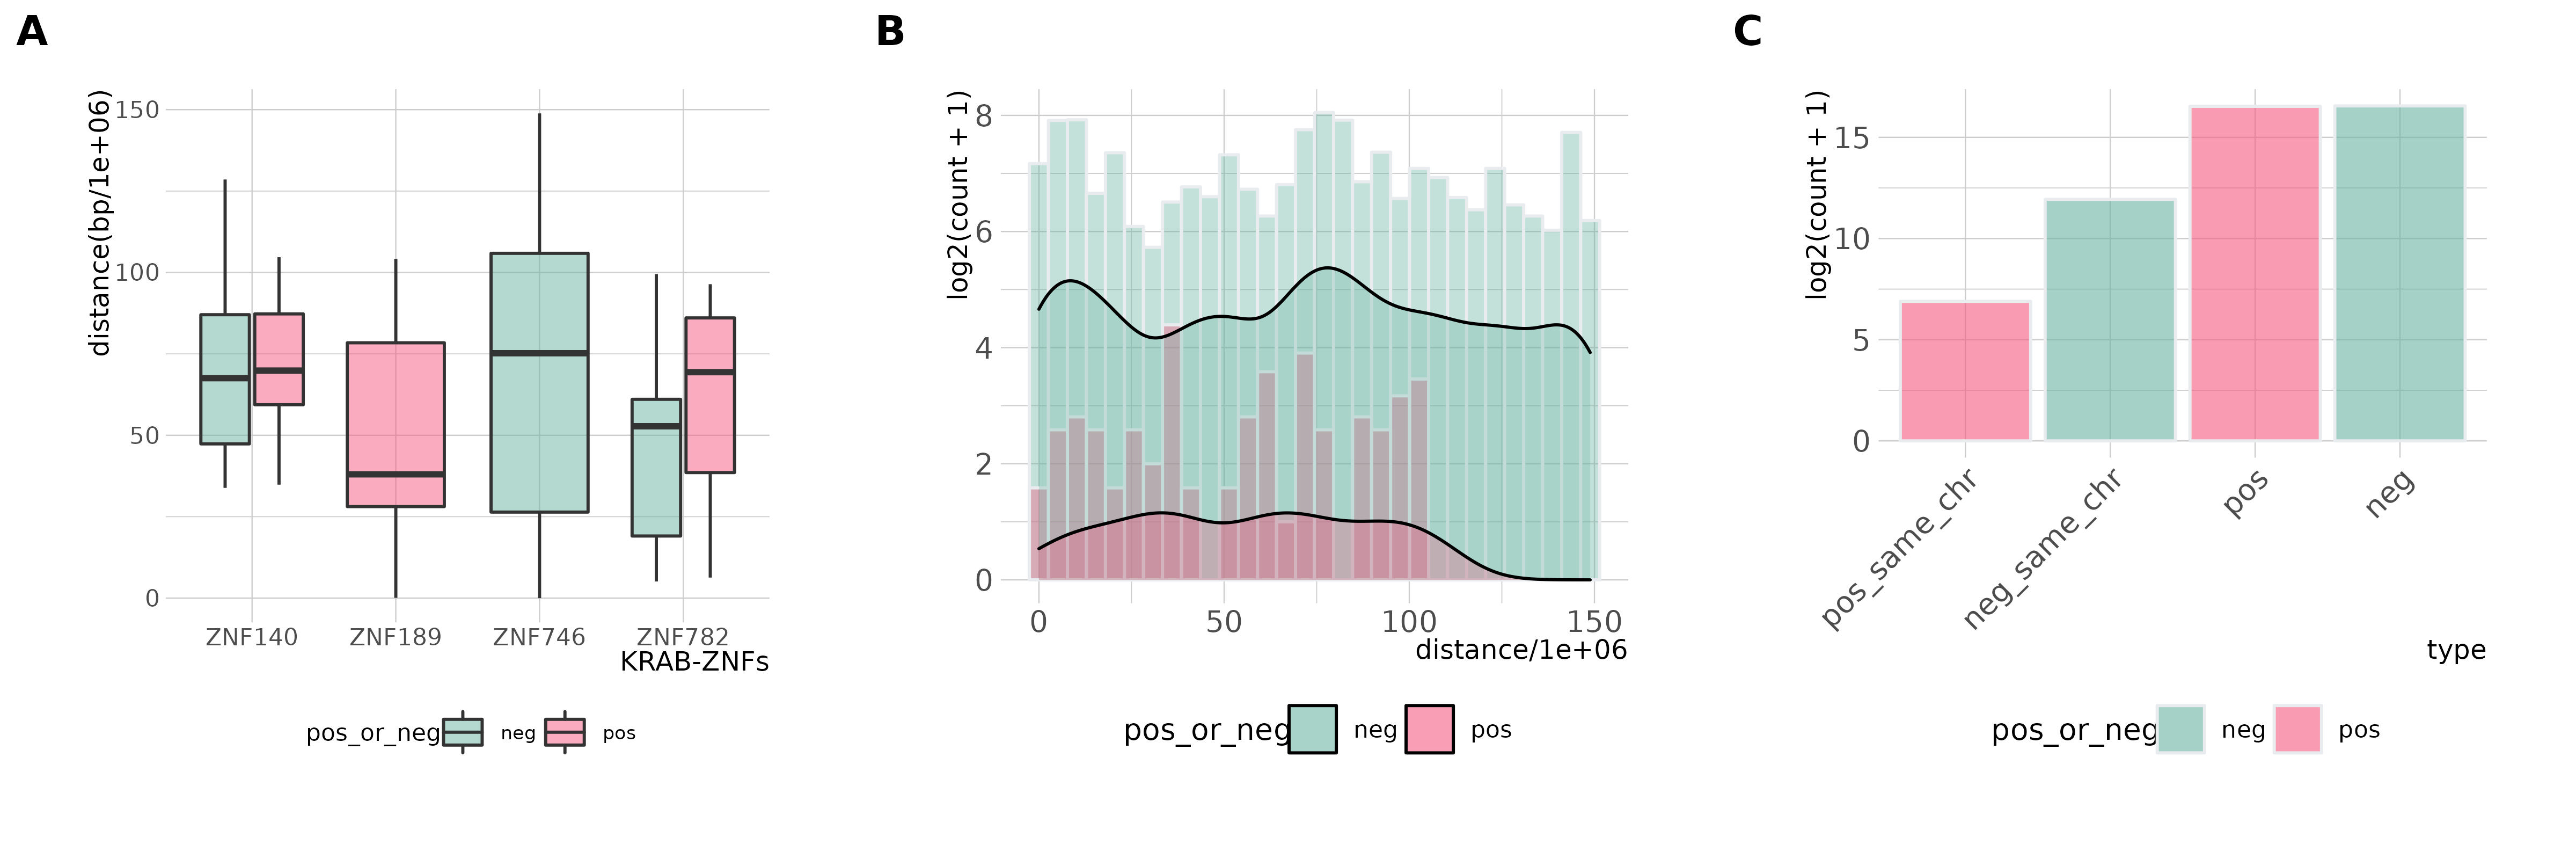 A
distance(bp/1e+06)
150
100
50
0
ZNF140 ZNF189 ZNF746 ZNF782
KRAB-ZNFs
pos_or_neg neg pos
B
log2(count + 1)
8
6
4
2
0
0 50 100 150
distance/1e+06
pos_or_neg neg pos
C
log2(count + 1)
15
10
5
0
pos_same_chr neg_same_chr pos neg
type
pos_or_neg neg pos